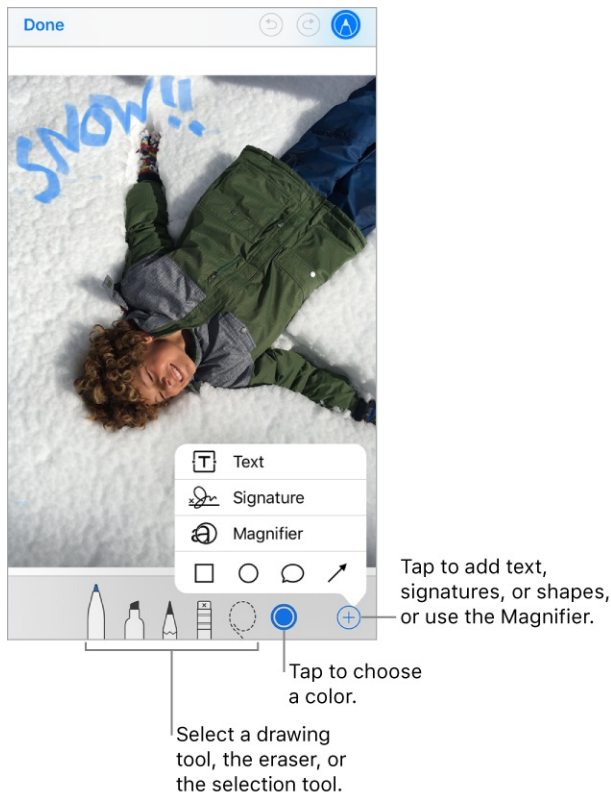 Done
SNOW!!
Text
Signature
Magnifier
Tap to add text,
signatures, or shapes,
or use the Magnifier.
Tap to choose
a color.
Select a drawing
tool, the eraser, or
the selection tool.